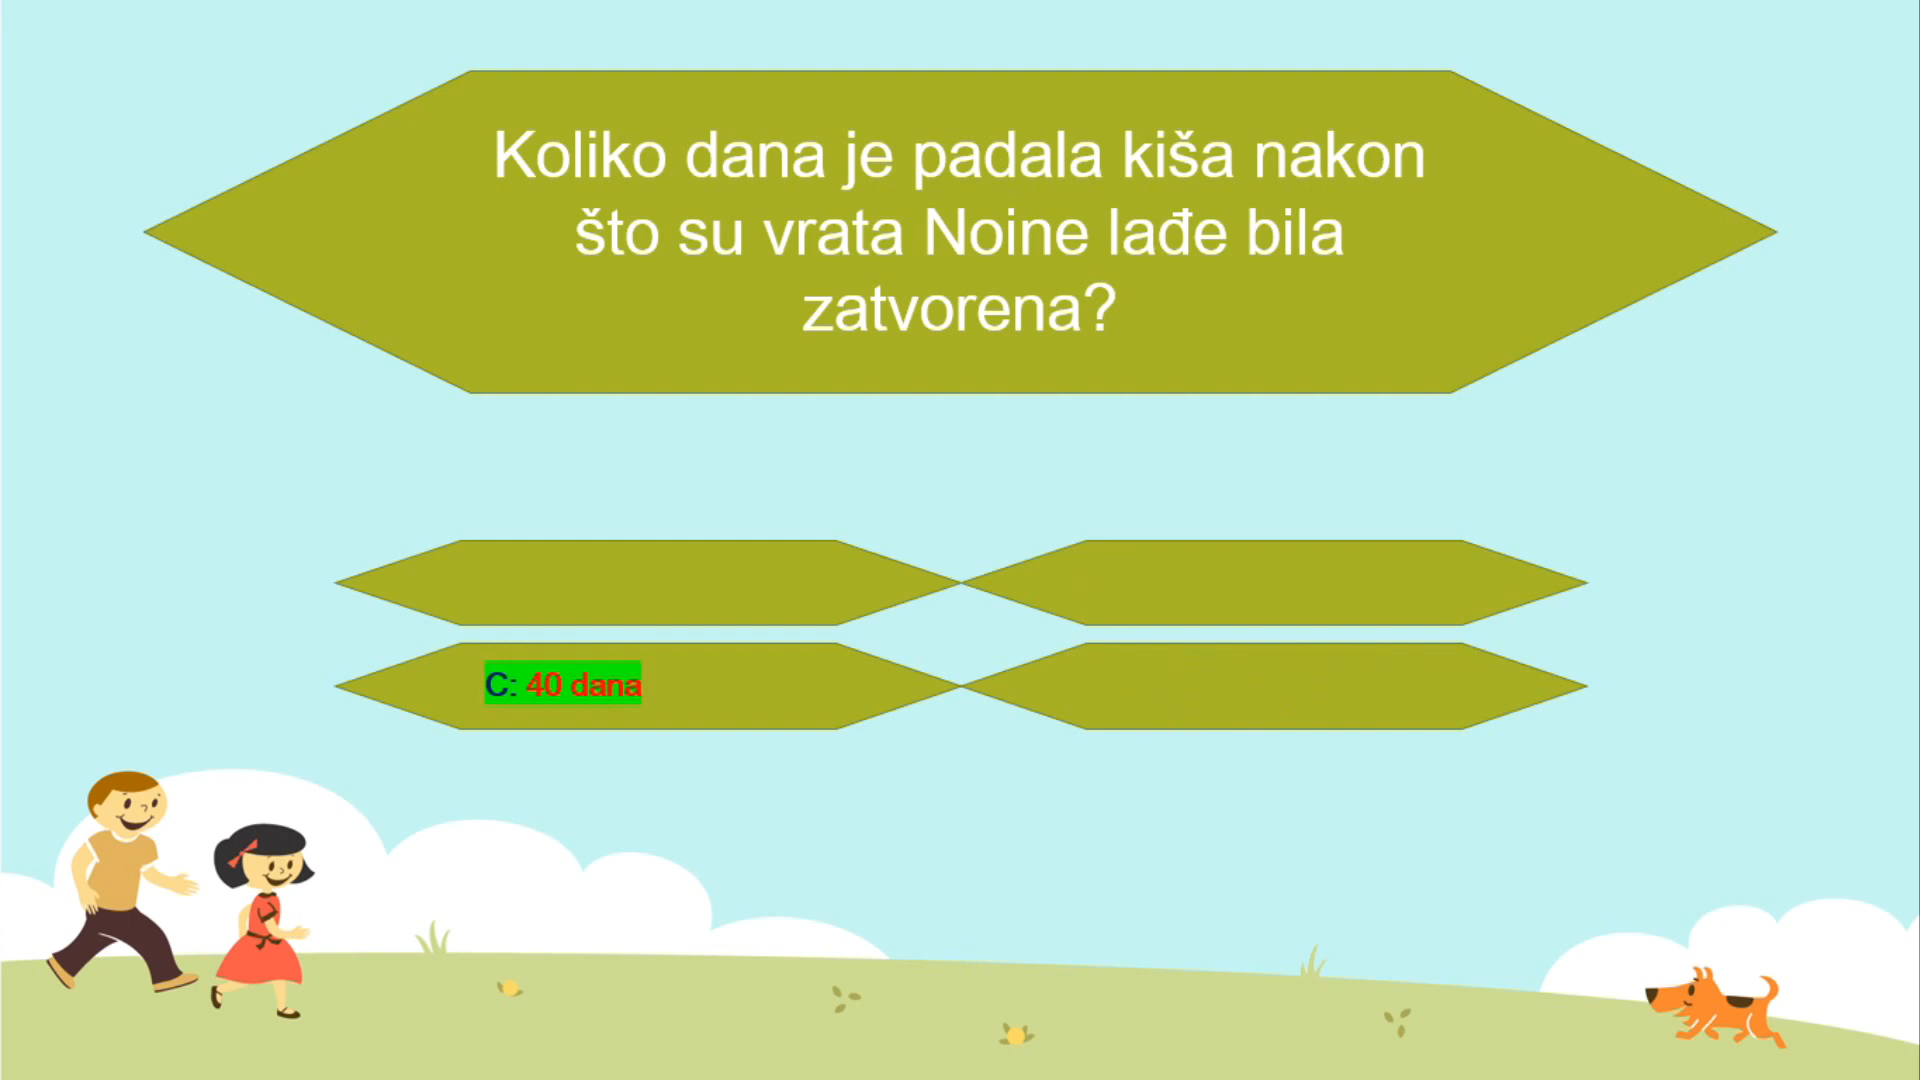 Koliko dana je padala kiša nakon
što su vrata Noine lađe bila
zatvorena?
C: 40 dana